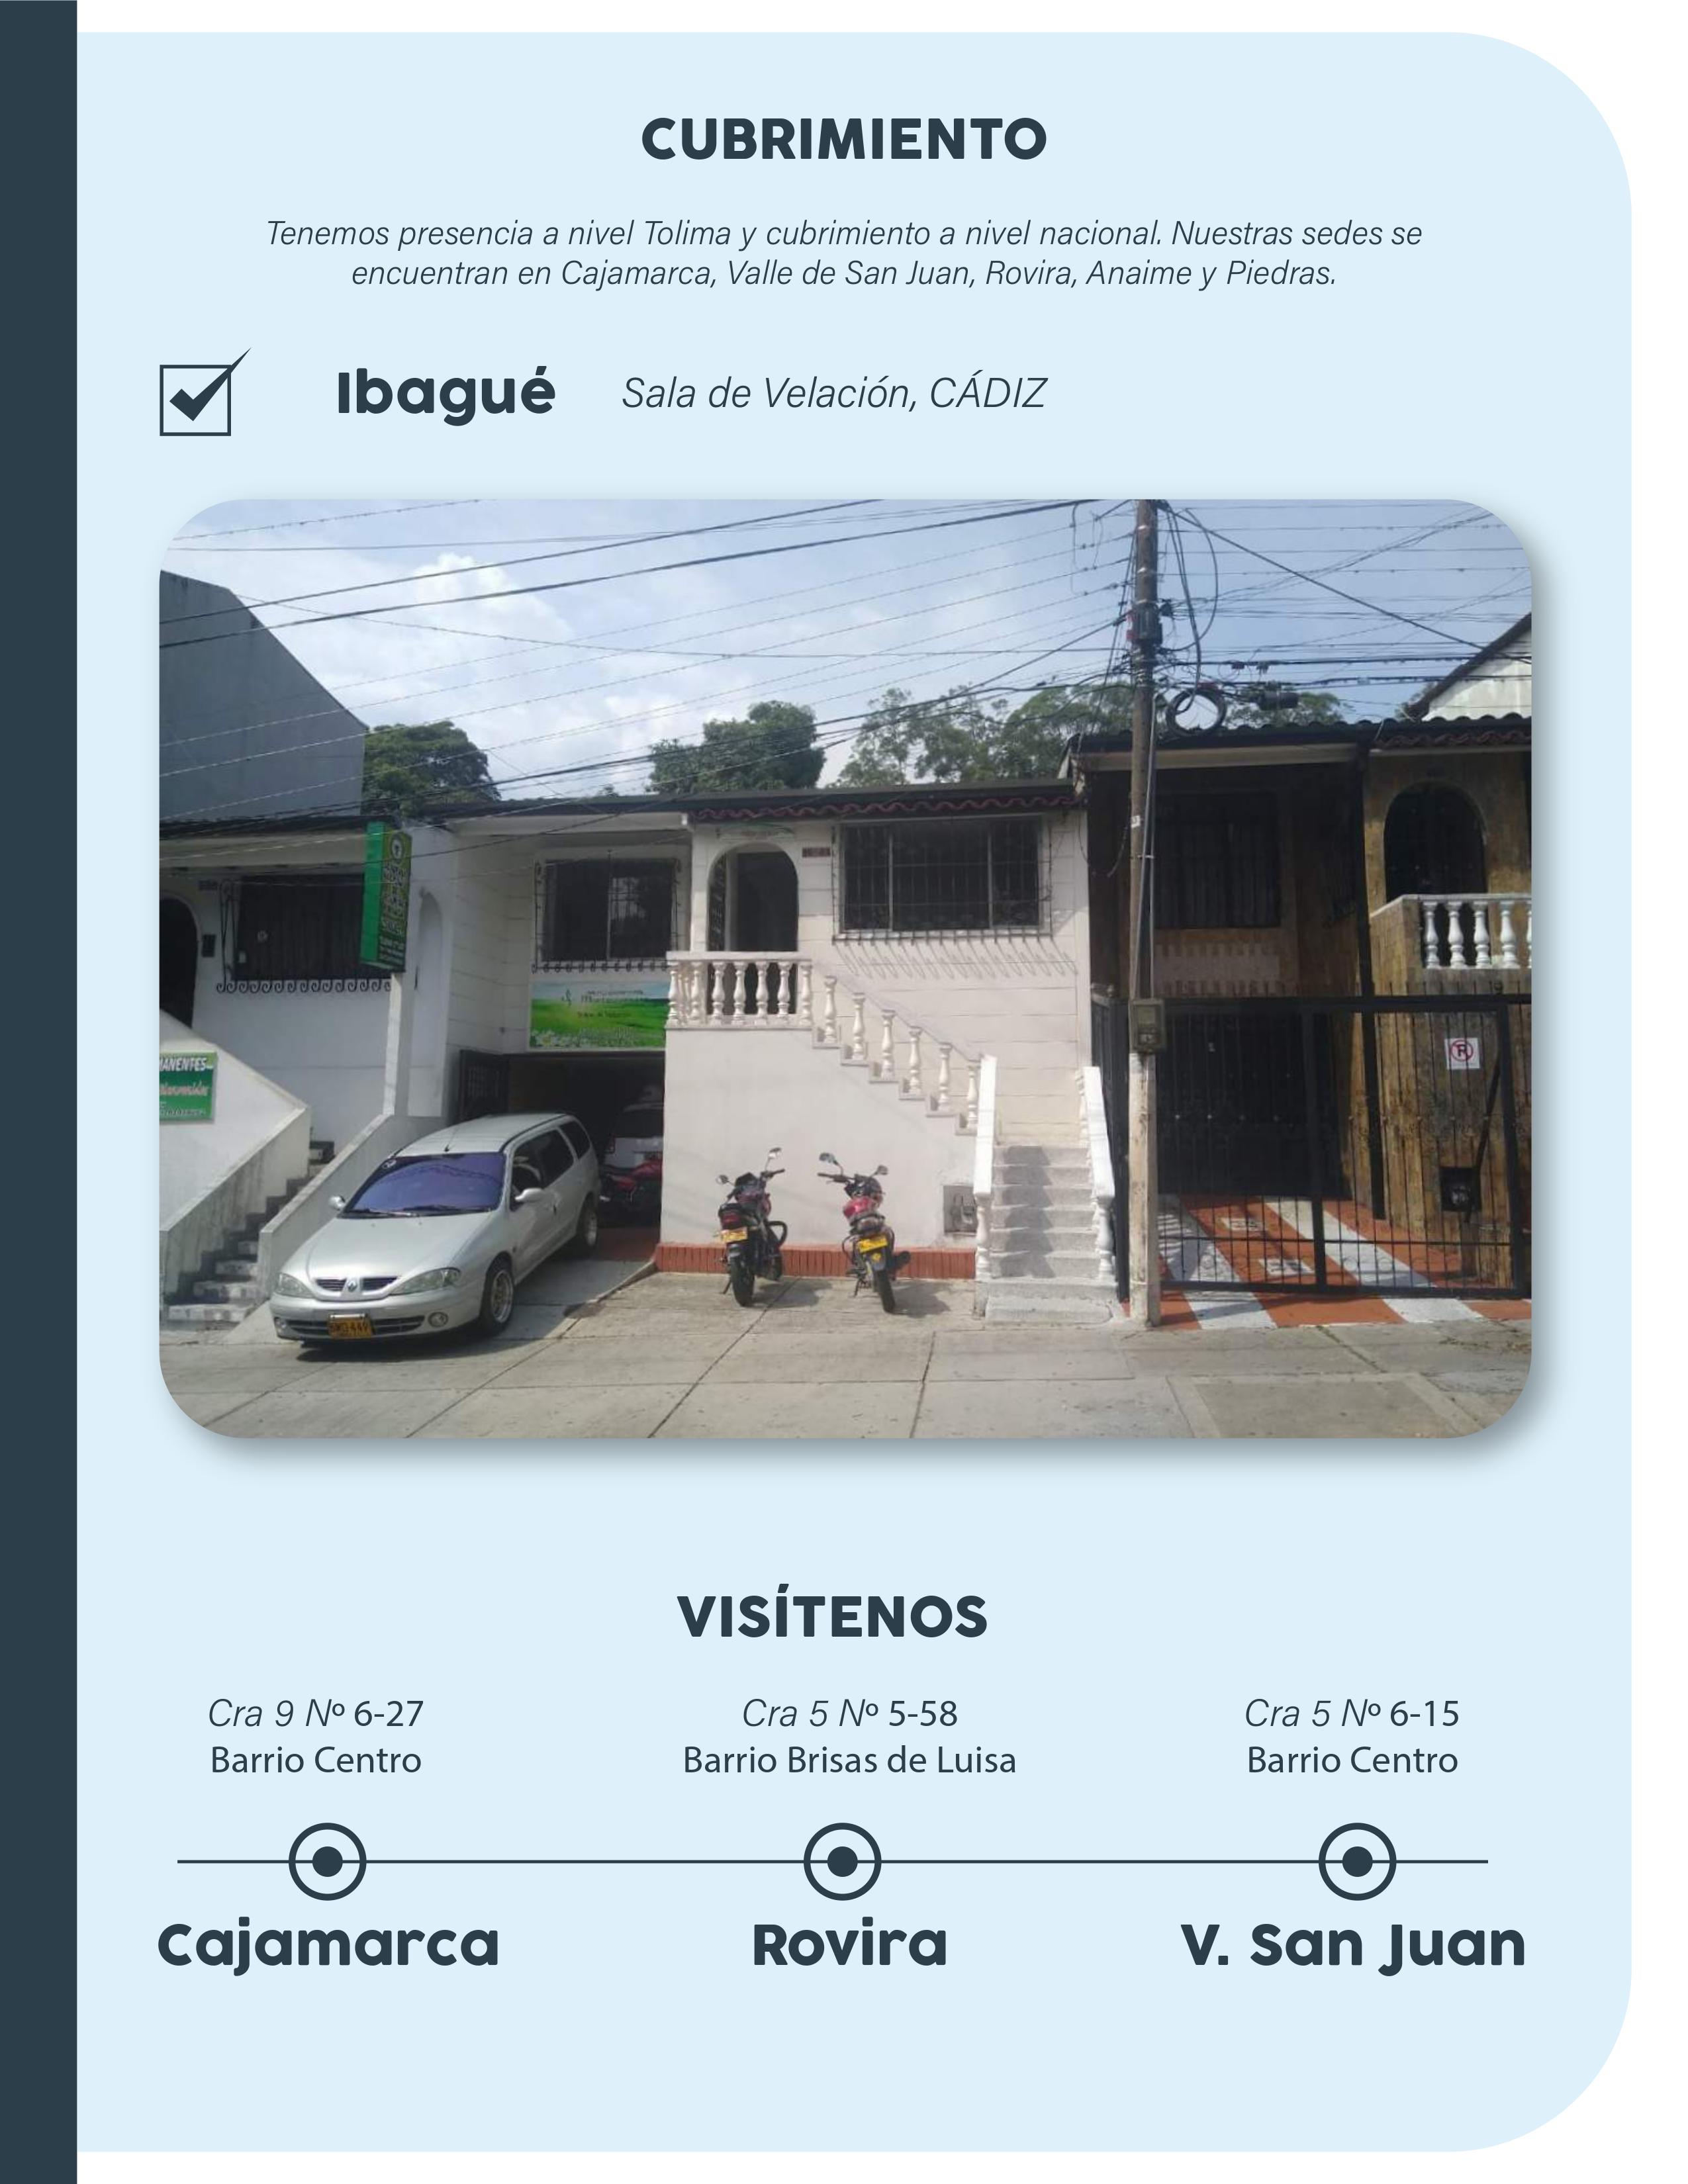 CUBRIMIENTO
Tenemos presencia a nivel Tolima y cubrimiento a nivel nacional. Nuestras sedes se
encuentran en Cajamarca, Valle de San Juan, Rovira, Anaime y Piedras.
Ibagué Sala de Velación, CÁDIZ
MANENTES
VISÍTENOS
Cra 9 Nº 6-27
Barrio Centro
Cra 5 Nº 5-58
Barrio Brisas de Luisa
Cra 5 Nº 6-15
Barrio Centro
Cajamarca
Rovira
V. San Juan